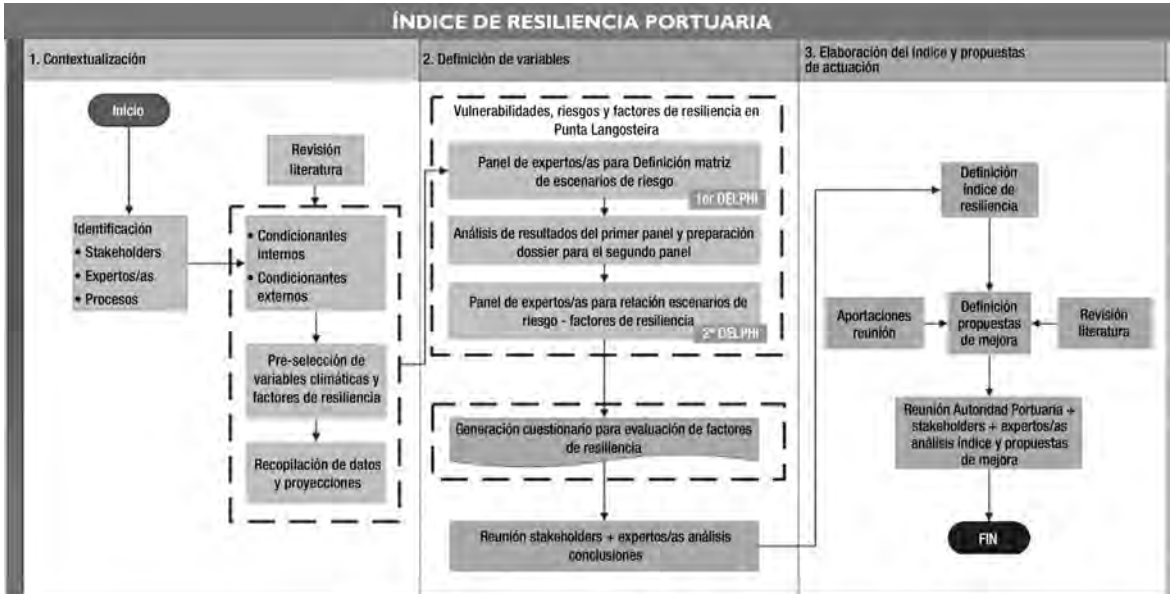 ÍNDICE DE RESILIENCIA PORTUARIA
1. Contextualización
Inicio
Revisión
literatura
Identificación
• Stakeholders
• Expertos/as
• Procesos
• Condicionantes
internos
• Condicionantes
externos
Pre-selección de
variables climáticas y
factores de resiliencia
Recopilación de datos
y proyecciones
2. Definición de variables
Vulnerabilidades, riesgos y factores de resiliencia en
Punta Langosteira
Panel de expertos/as para Definición matriz
de escenarios de riesgo
1er DELPHI
Análisis de resultados del primer panel y preparación
dossier para el segundo panel
Panel de expertos/as para relación escenarios de
riesgo - factores de resiliencia
2º DELPHI
Generación cuestionario para evaluación de factores
de resiliencia
Reunión stakeholders + expertos/as análisis
conclusiones
3. Elaboración del índice y propuestas
de actuación
Definición
índice de
resiliencia
Aportaciones
reunión
Definición
propuestas
de mejora
Revisión
literatura
Reunión Autoridad Portuaria +
stakeholders + expertos/as
análisis índice y propuestas
de mejora
FIN